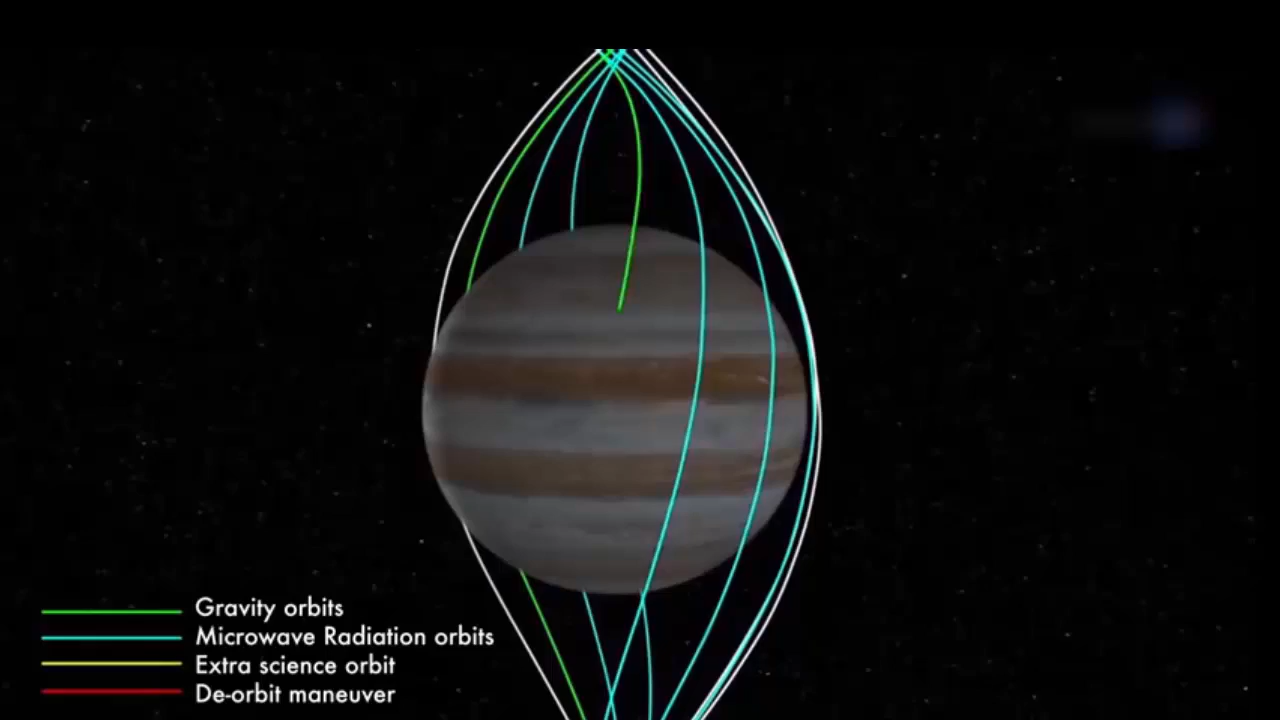 Gravity orbits
Microwave Radiation orbits
Extra science orbit
De-orbit maneuver